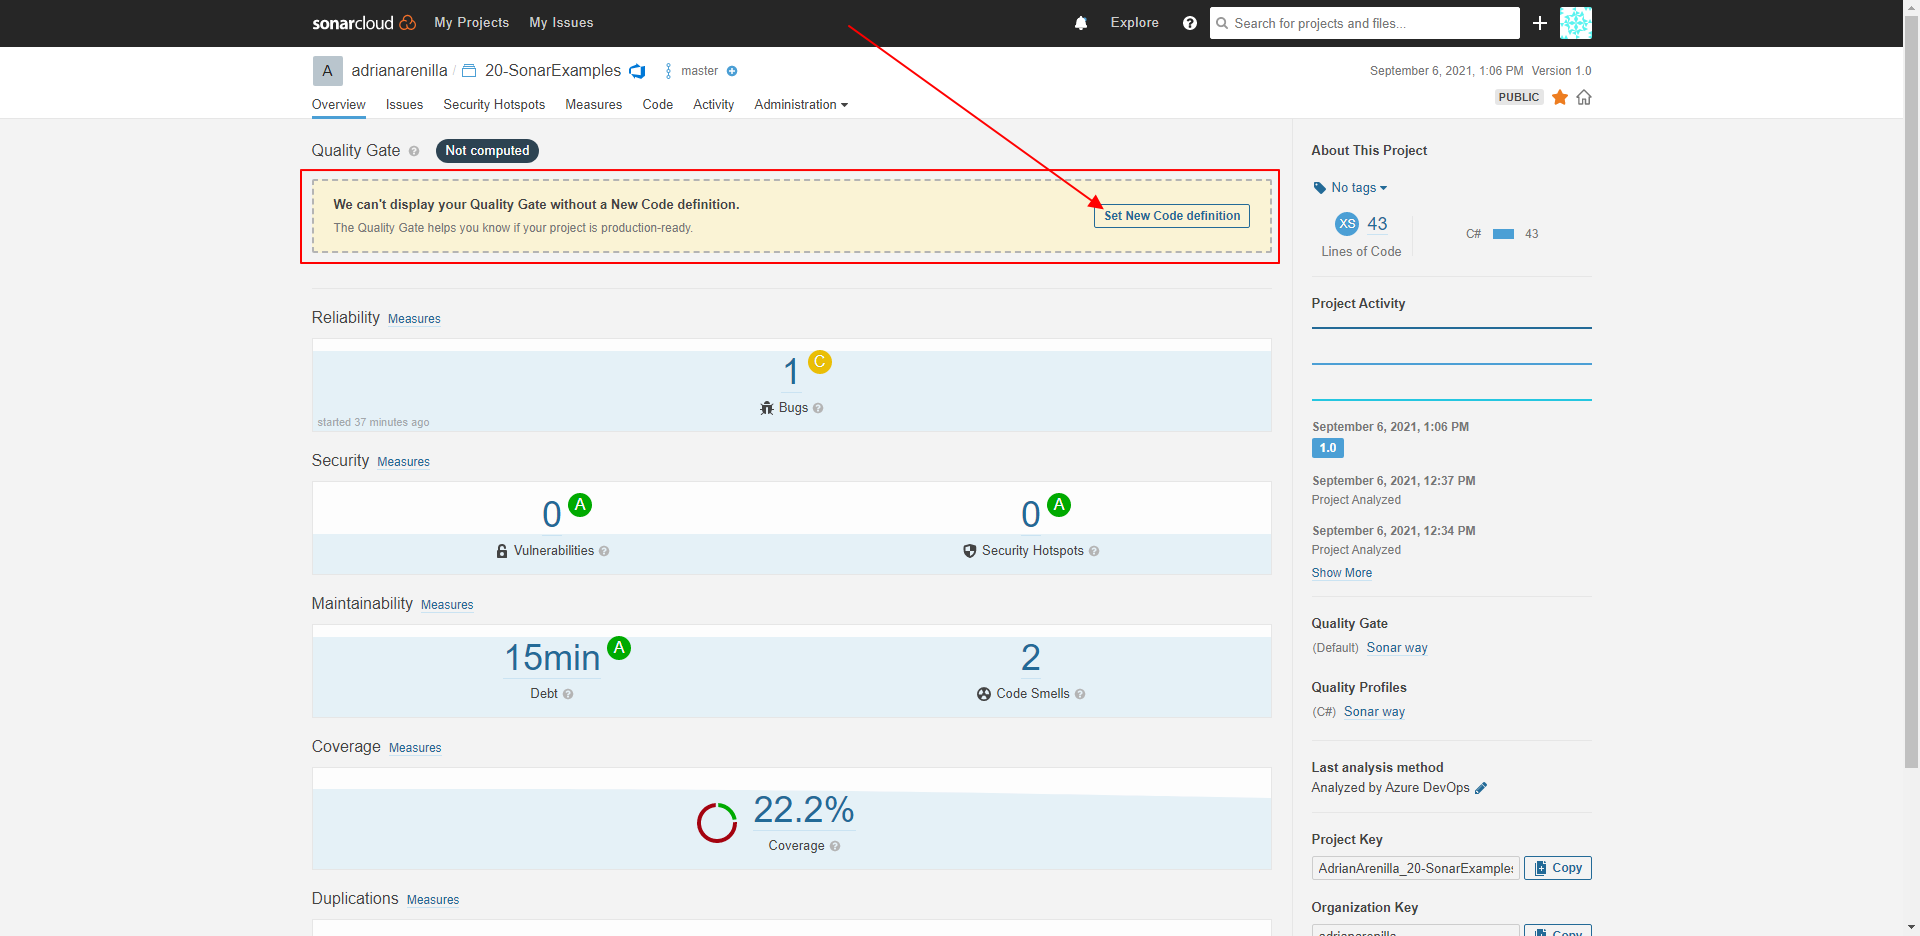 sonarcloud My Projects My Issues Explore Search for projects and files...
A adrianarenilla / 20-SonarExamples master September 6, 2021, 1:06 PM Version 1.0
PUBLIC
Overview Issues Security Hotspots Measures Code Activity Administration
Quality Gate Not computed
We can't display your Quality Gate without a New Code definition.
The Quality Gate helps you know if your project is production-ready.
Set New Code definition
Reliability Measures
1 C
Bugs
started 37 minutes ago
Security Measures
0 A 0 A
Vulnerabilities Security Hotspots
Maintainability Measures
15min A 2
Debt Code Smells
Coverage Measures
22.2%
Coverage
Duplications Measures
About This Project
No tags
XS 43
Lines of Code
C# 43
Project Activity
September 6, 2021, 1:06 PM
1.0
September 6, 2021, 12:37 PM
Project Analyzed
September 6, 2021, 12:34 PM
Project Analyzed
Show More
Quality Gate
(Default) Sonar way
Quality Profiles
(C#) Sonar way
Last analysis method
Analyzed by Azure DevOps
Project Key
AdrianArenilla_20-SonarExamples Copy
Organization Key
adrianarenilla Copy